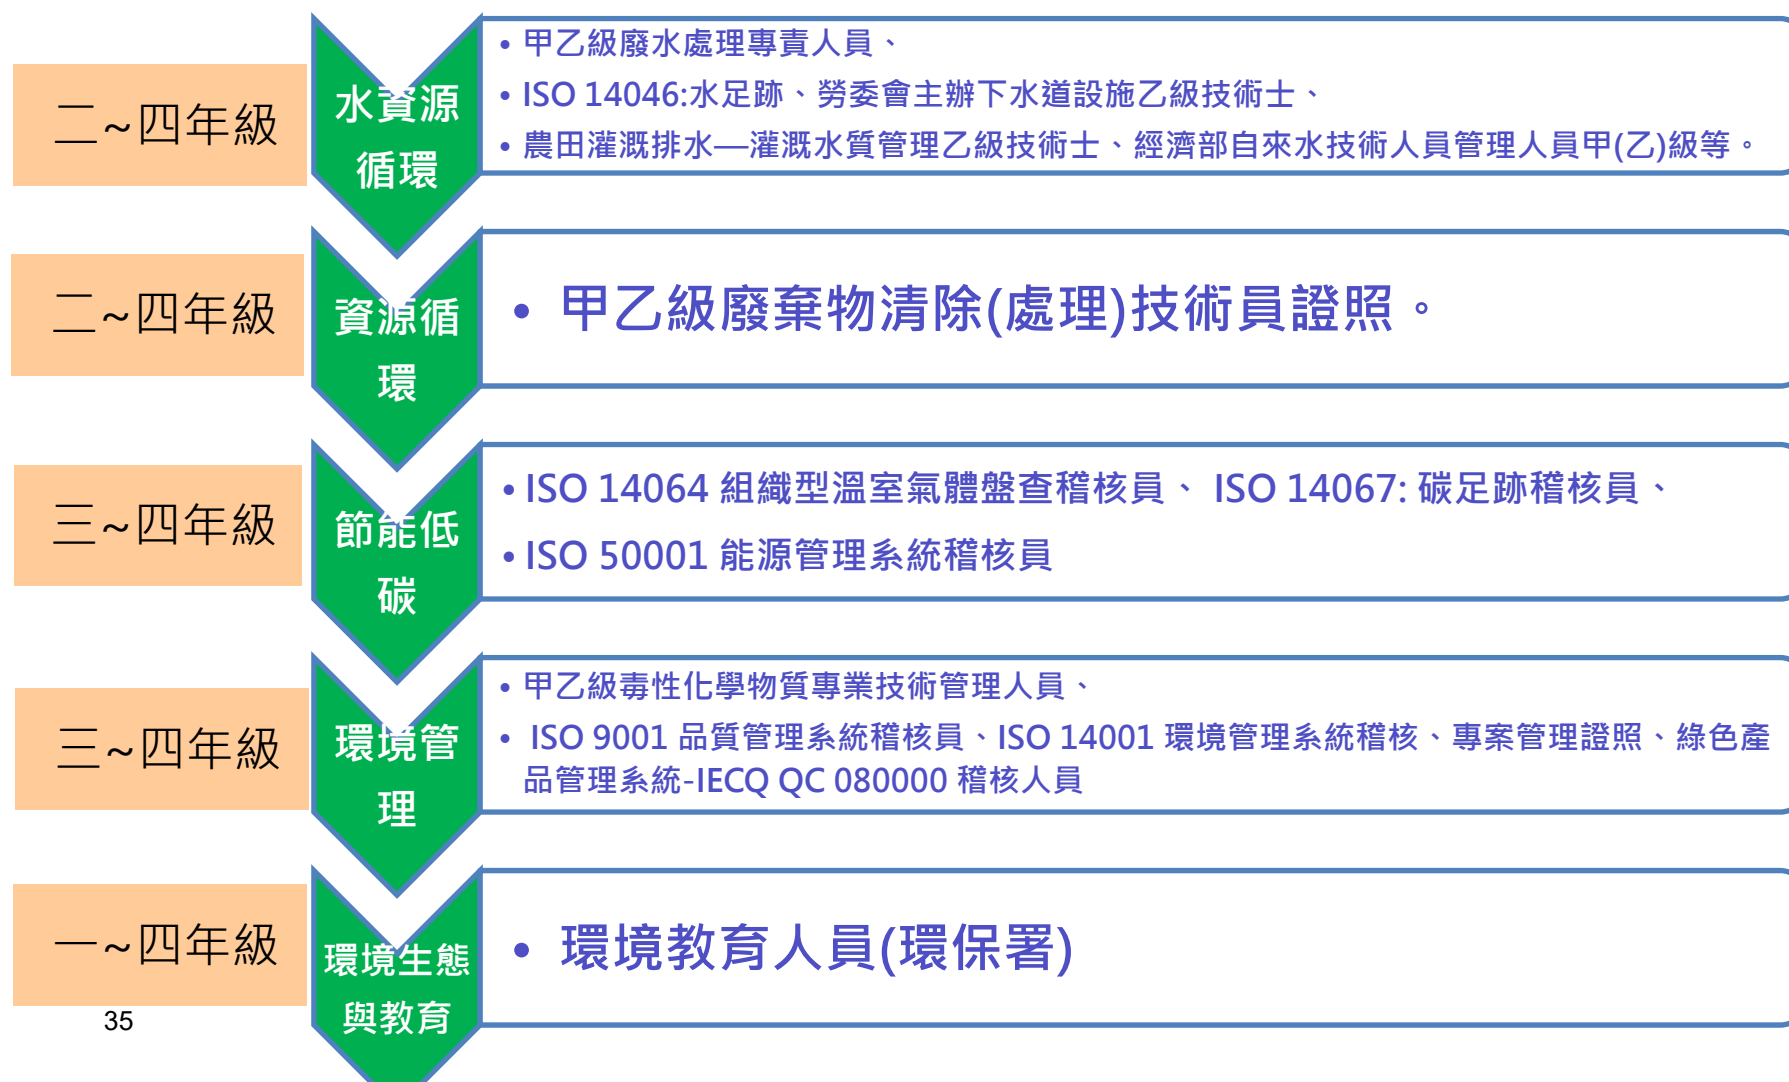 二~四年級
水資源
循環
• 甲乙級廢水處理專責人員、
• ISO 14046:水足跡、勞委會主辦下水道設施乙級技術士、
• 農田灌溉排水—灌溉水質管理乙級技術士、經濟部自來水技術人員管理人員甲(乙)級等。
二~四年級
資源循
環
• 甲乙級廢棄物清除(處理)技術員證照。
三~四年級
節能低
碳
• ISO 14064 組織型溫室氣體盤查稽核員、 ISO 14067: 碳足跡稽核員、
• ISO 50001 能源管理系統稽核員
三~四年級
環境管
理
• 甲乙級毒性化學物質專業技術管理人員、
• ISO 9001 品質管理系統稽核員、ISO 14001 環境管理系統稽核、專案管理證照、綠色產
品管理系統-IECQ QC 080000 稽核人員
一~四年級
環境生態
與教育
• 環境教育人員(環保署)
35